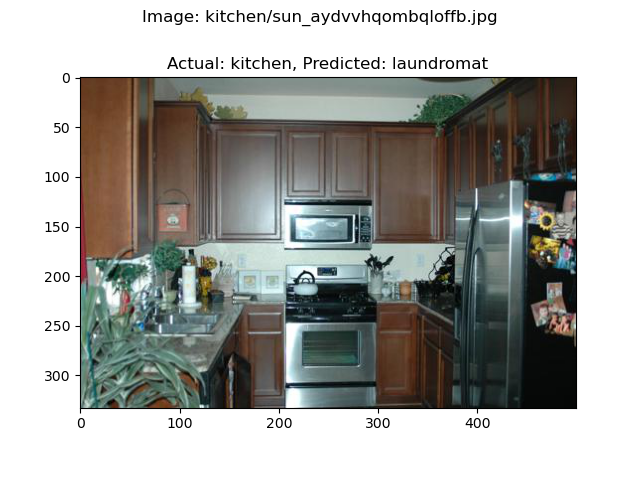 Image: kitchen/sun_aydvvhqombqloffb.jpg
Actual: kitchen, Predicted: laundromat
0
50
100
150
200
250
300
0 100 200 300 400